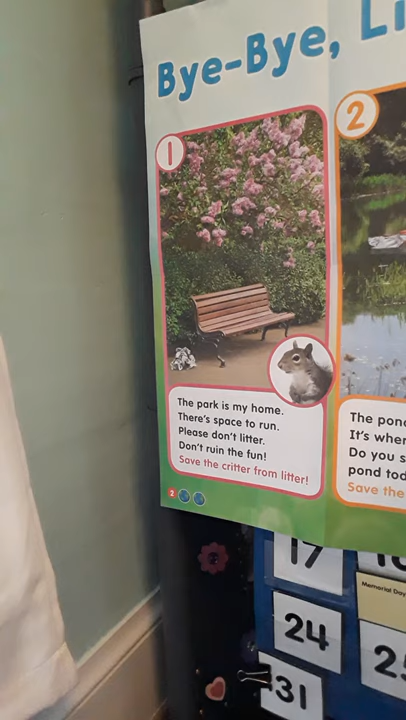 Bye-Bye, Li
1
2
The park is my home.
There's space to run.
Please don't litter.
Don't ruin the fun!
Save the critter from litter!
The pon
It's wher
Do you s
pond tod
Save the
2
17
24
31
Memorial Day